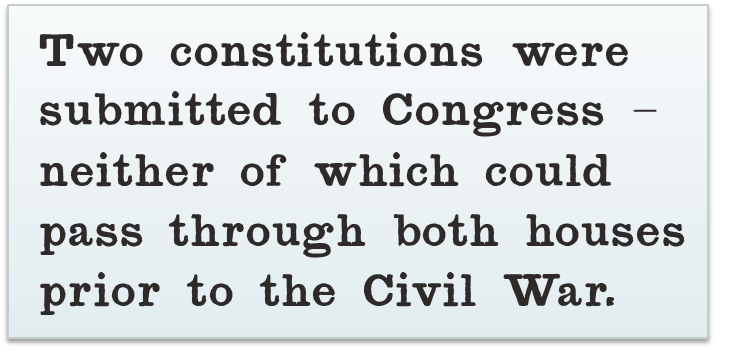 Two constitutions were
submitted to Congress –
neither of which could
pass through both houses
prior to the Civil War.